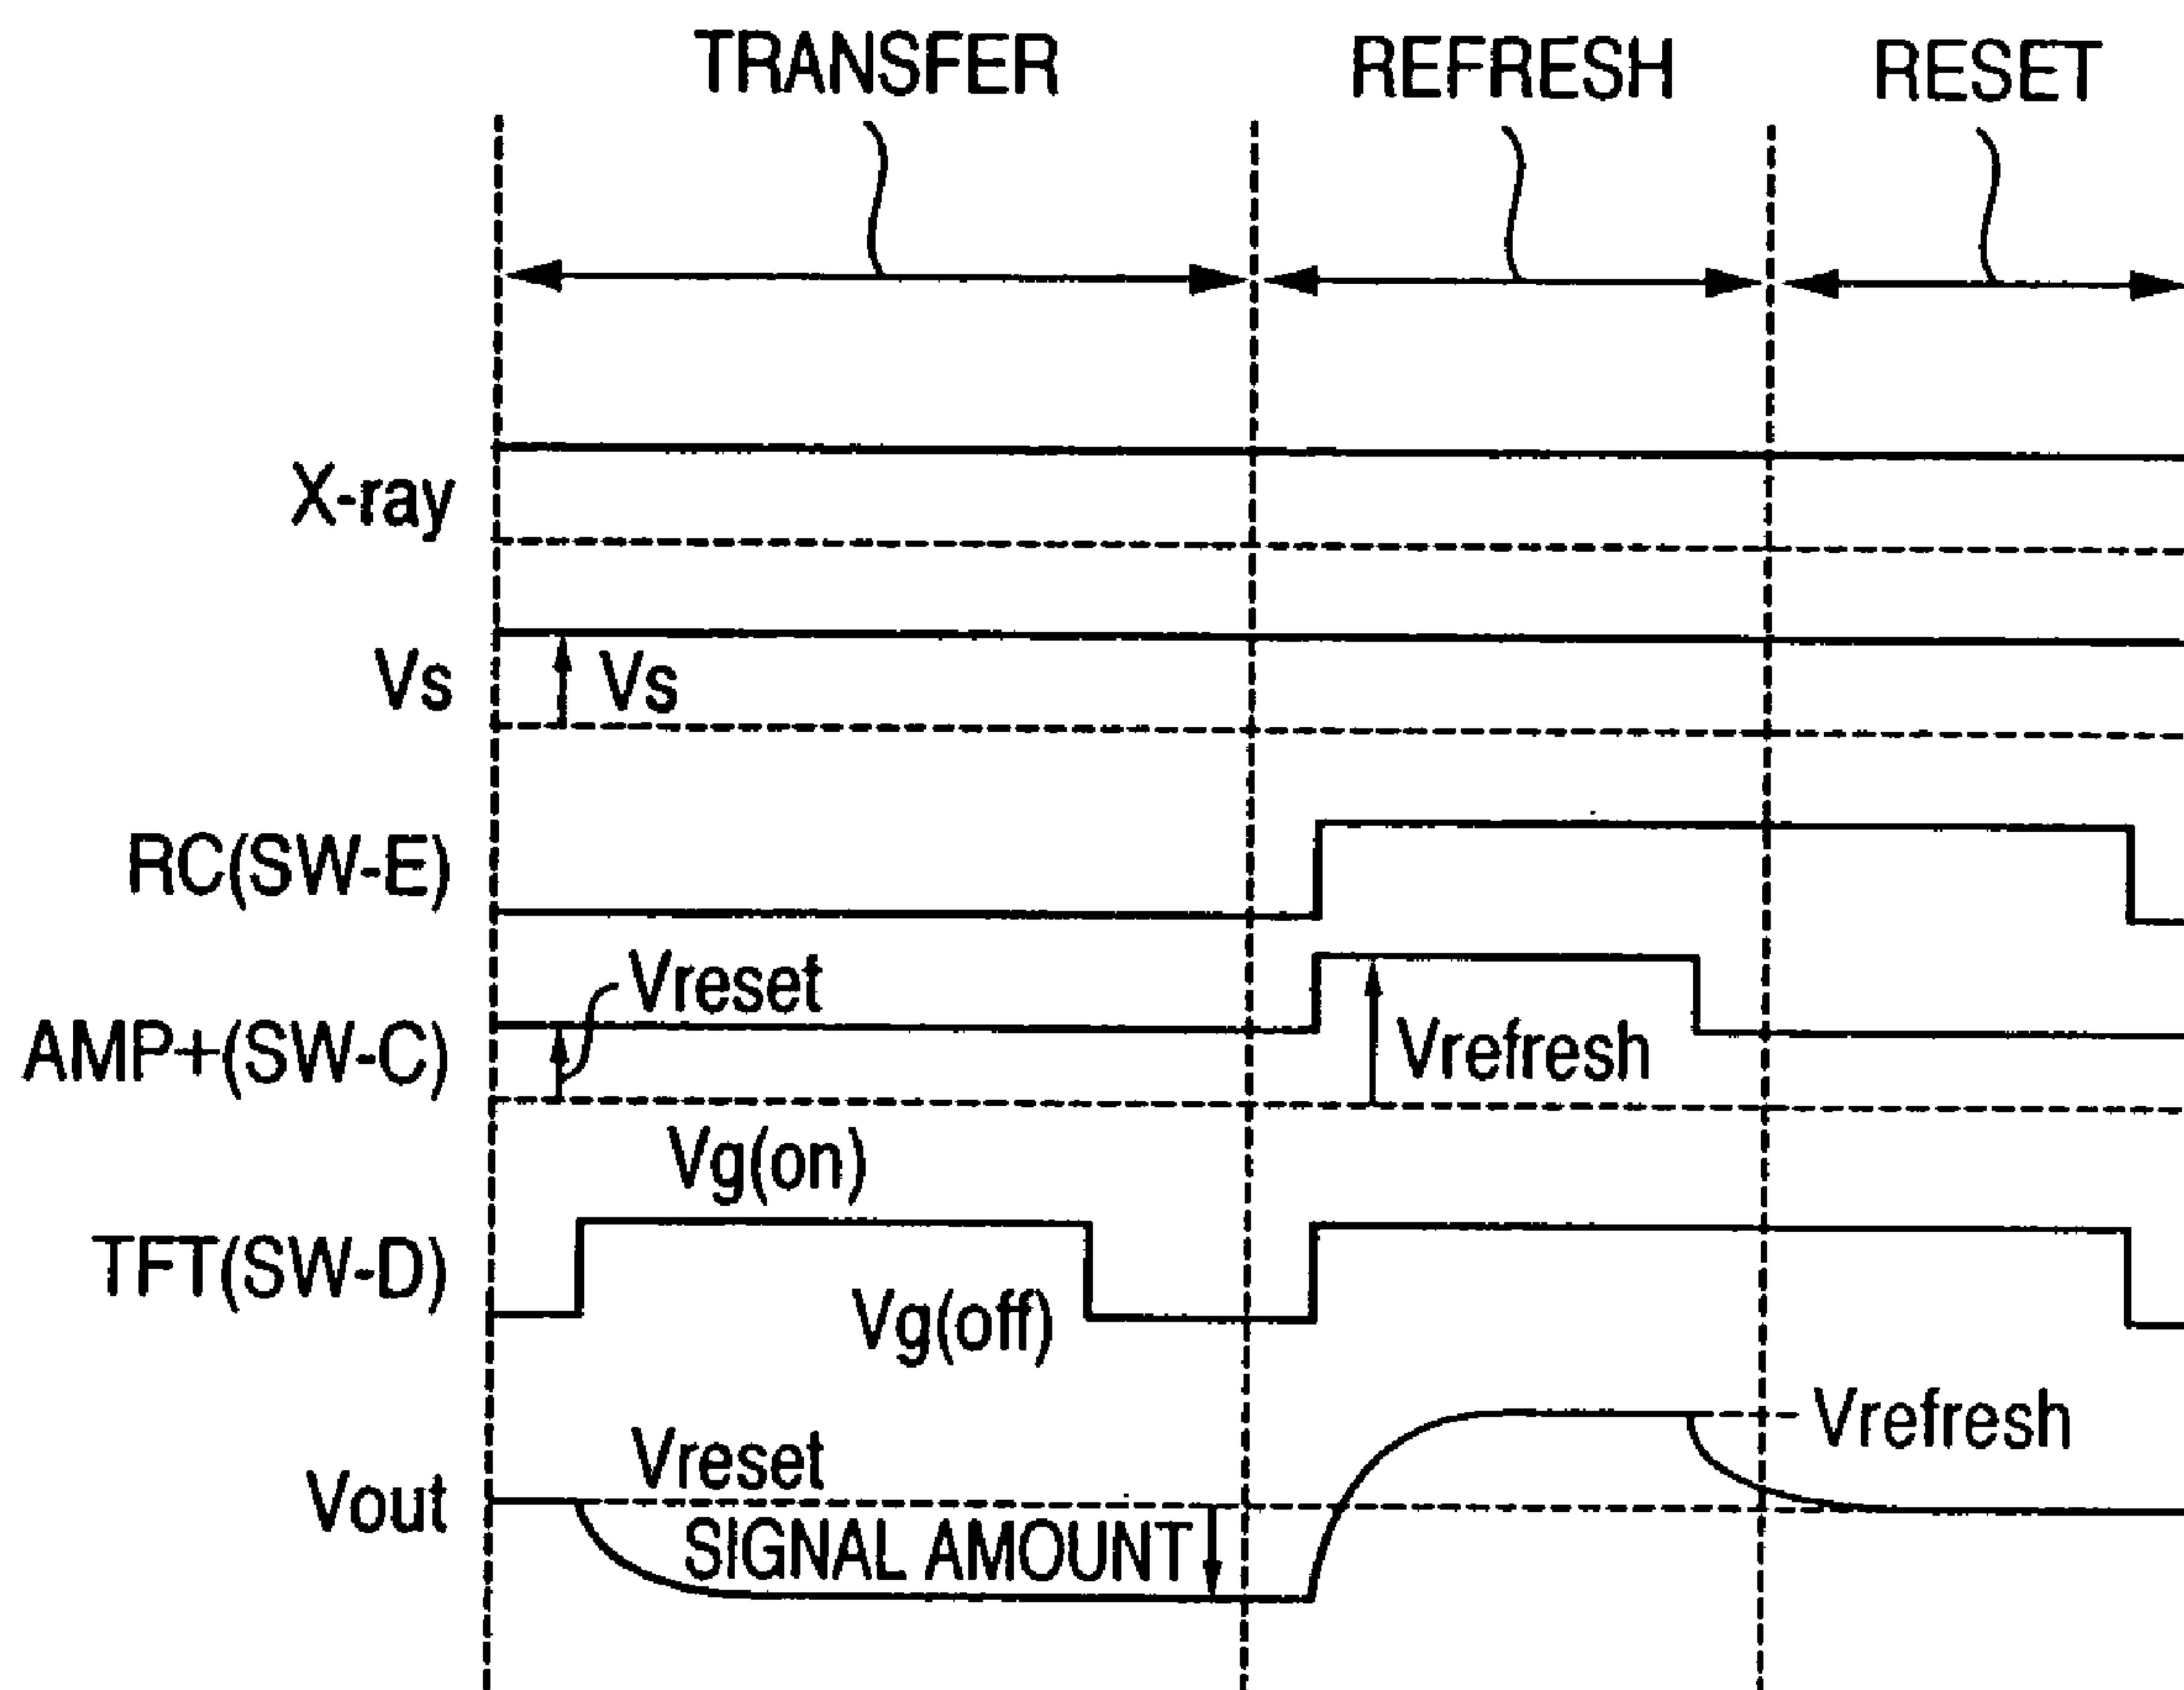 TRANSFER REFRESH RESET
X-ray
Vs Vs
RC(SW-E)
Vreset
AMP+(SW-C) Vrefresh
Vg(on)
TFT(SW-D)
Vg(off)
Vrefresh
Vreset
Vout
SIGNAL AMOUNT